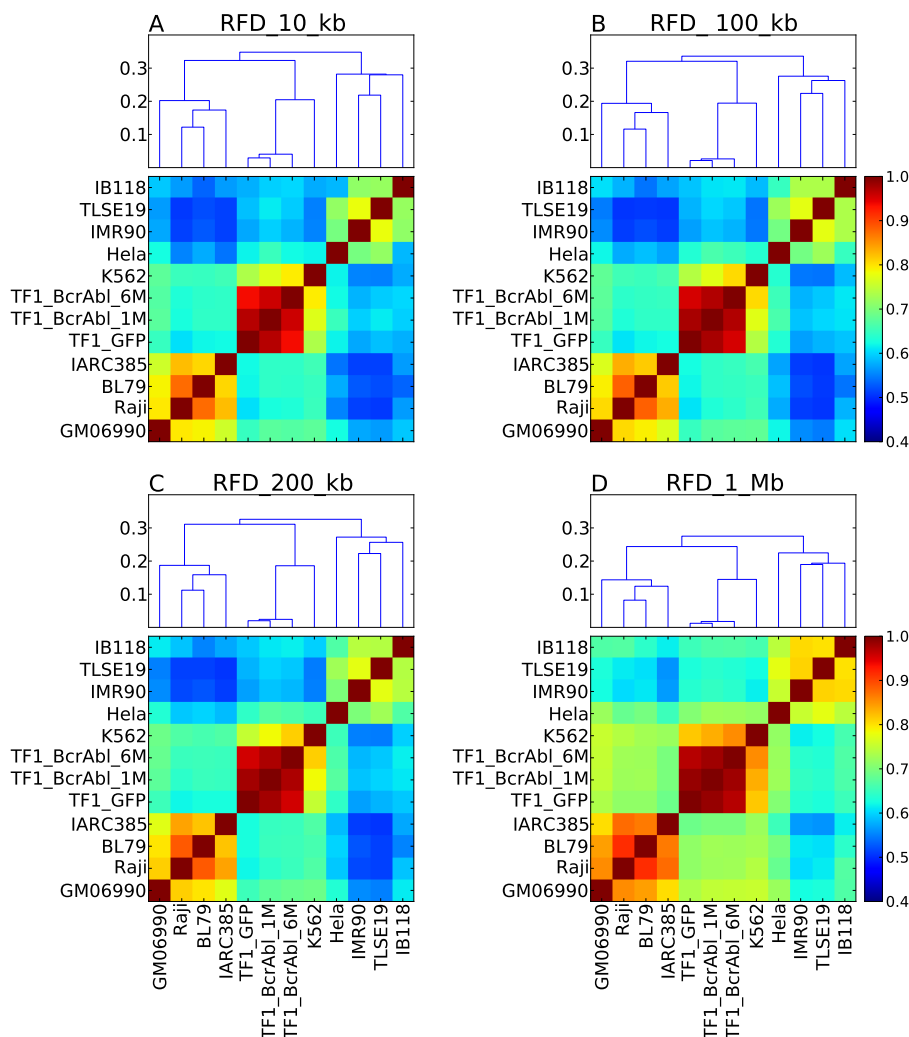 A RFD_10_kb
0.3
0.2
0.1
IB118
TLSE19
IMR90
Hela
K562
TF1_BcrAbl_6M
TF1_BcrAbl_1M
TF1_GFP
IARC385
BL79
Raji
GM06990
B RFD_100_kb
0.3
0.2
0.1
IB118
TLSE19
IMR90
Hela
K562
TF1_BcrAbl_6M
TF1_BcrAbl_1M
TF1_GFP
IARC385
BL79
Raji
GM06990
1.0
0.9
0.8
0.7
0.6
0.5
0.4
C RFD_200_kb
0.3
0.2
0.1
IB118
TLSE19
IMR90
Hela
K562
TF1_BcrAbl_6M
TF1_BcrAbl_1M
TF1_GFP
IARC385
BL79
Raji
GM06990
GM06990
Raji
BL79
IARC385
TF1_GFP
TF1_BcrAbl_1M
TF1_BcrAbl_6M
K562
Hela
IMR90
TLSE19
IB118
D RFD_1_Mb
0.3
0.2
0.1
IB118
TLSE19
IMR90
Hela
K562
TF1_BcrAbl_6M
TF1_BcrAbl_1M
TF1_GFP
IARC385
BL79
Raji
GM06990
GM06990
Raji
BL79
IARC385
TF1_GFP
TF1_BcrAbl_1M
TF1_BcrAbl_6M
K562
Hela
IMR90
TLSE19
IB118
1.0
0.9
0.8
0.7
0.6
0.5
0.4